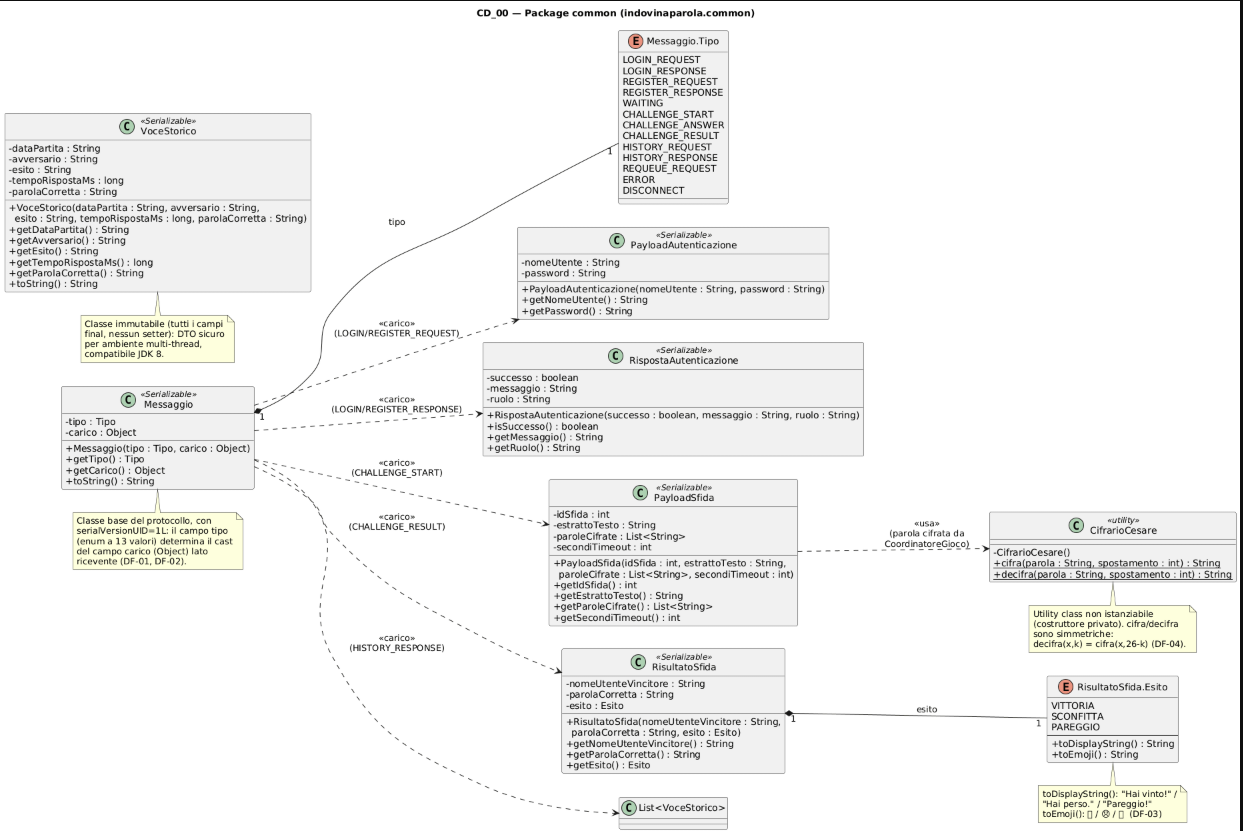 CD_00 — Package common (indovinaparola.common)
E Messaggio.Tipo
LOGIN_REQUEST
LOGIN_RESPONSE
REGISTER_REQUEST
REGISTER_RESPONSE
WAITING
CHALLENGE_START
CHALLENGE_ANSWER
CHALLENGE_RESULT
HISTORY_REQUEST
HISTORY_RESPONSE
REQUEUE_REQUEST
ERROR
DISCONNECT
C «Serializable»
VoceStorico
-dataPartita : String
-avversario : String
-esito : String
-tempoRispostaMs : long
-parolaCorretta : String
+VoceStorico(dataPartita : String, avversario : String,
esito : String, tempoRispostaMs : long, parolaCorretta : String)
+getDataPartita() : String
+getAvversario() : String
+getEsito() : String
+getTempoRispostaMs() : long
+getParolaCorretta() : String
+toString() : String
Classe immutabile (tutti i campi
final, nessun setter): DTO sicuro
per ambiente multi-thread,
compatibile JDK 8.
1
tipo
1
C «Serializable»
PayloadAutenticazione
-nomeUtente : String
-password : String
+PayloadAutenticazione(nomeUtente : String, password : String)
+getNomeUtente() : String
+getPassword() : String
«carico»
(LOGIN/REGISTER_REQUEST)
C «Serializable»
RispostaAutenticazione
-successo : boolean
-messaggio : String
-ruolo : String
+RispostaAutenticazione(successo : boolean, messaggio : String, ruolo : String)
+isSuccesso() : boolean
+getMessaggio() : String
+getRuolo() : String
«carico»
(LOGIN/REGISTER_RESPONSE)
C «Serializable»
Messaggio
-tipo : Tipo
-carico : Object
+Messaggio(tipo : Tipo, carico : Object)
+getTipo() : Tipo
+getCarico() : Object
+toString() : String
Classe base del protocollo, con
serialVersionUID=1L: il campo tipo
(enum a 13 valori) determina il cast
del campo carico (Object) lato
ricevente (DF-01, DF-02).
«carico»
(CHALLENGE_START)
«carico»
(CHALLENGE_RESULT)
«carico»
(HISTORY_RESPONSE)
C «Serializable»
PayloadSfida
-idSfida : int
-estrattoTesto : String
-paroleCifrate : List<String>
-secondiTimeout : int
+PayloadSfida(idSfida : int, estrattoTesto : String,
paroleCifrate : List<String>, secondiTimeout : int)
+getIdSfida() : int
+getEstrattoTesto() : String
+getParoleCifrate() : List<String>
+getSecondiTimeout() : int
«usa»
(parola cifrata da
CoordinatoreGioco)
C «utility»
CifrarioCesare
-CifrarioCesare()
+cifra(parola : String, spostamento : int) : String
+decifra(parola : String, spostamento : int) : String
Utility class non istanziabile
(costruttore privato). cifra/decifra
sono simmetriche:
decifra(x,k) = cifra(x,26-k) (DF-04).
C «Serializable»
RisultatoSfida
-nomeUtenteVincitore : String
-parolaCorretta : String
-esito : Esito
+RisultatoSfida(nomeUtenteVincitore : String,
parolaCorretta : String, esito : Esito)
+getNomeUtenteVincitore() : String
+getParolaCorretta() : String
+getEsito() : Esito
1
esito
1
E RisultatoSfida.Esito
VITTORIA
SCONFITTA
PAREGGIO
+toDisplayString() : String
+toEmoji() : String
toDisplayString(): "Hai vinto!" /
"Hai perso." / "Pareggio!"
toEmoji(): / / (DF-03)
C List<VoceStorico>